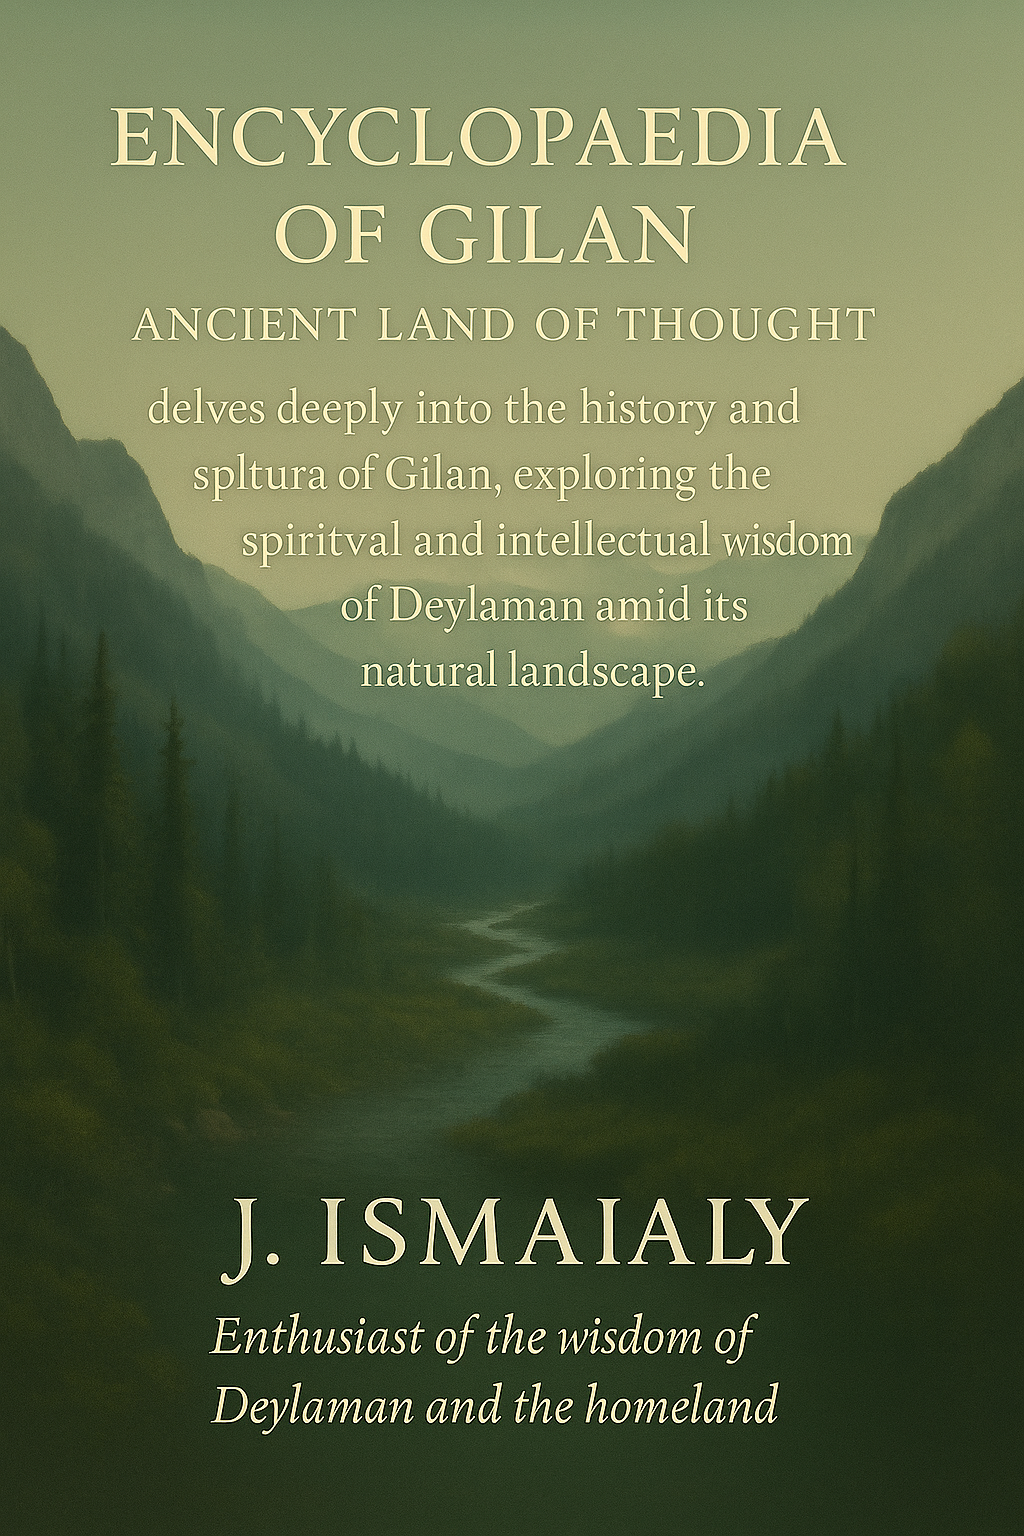 ENCYCLOPAEDIA
OF GILAN
ANCIENT LAND OF THOUGHT
delves deeply into the history and
spltura of Gilan, exploring the
spiritval and intellectual wisdom
of Deylaman amid its
natural landscape.
J. ISMAIALY
Enthusiast of the wisdom of
Deylaman and the homeland